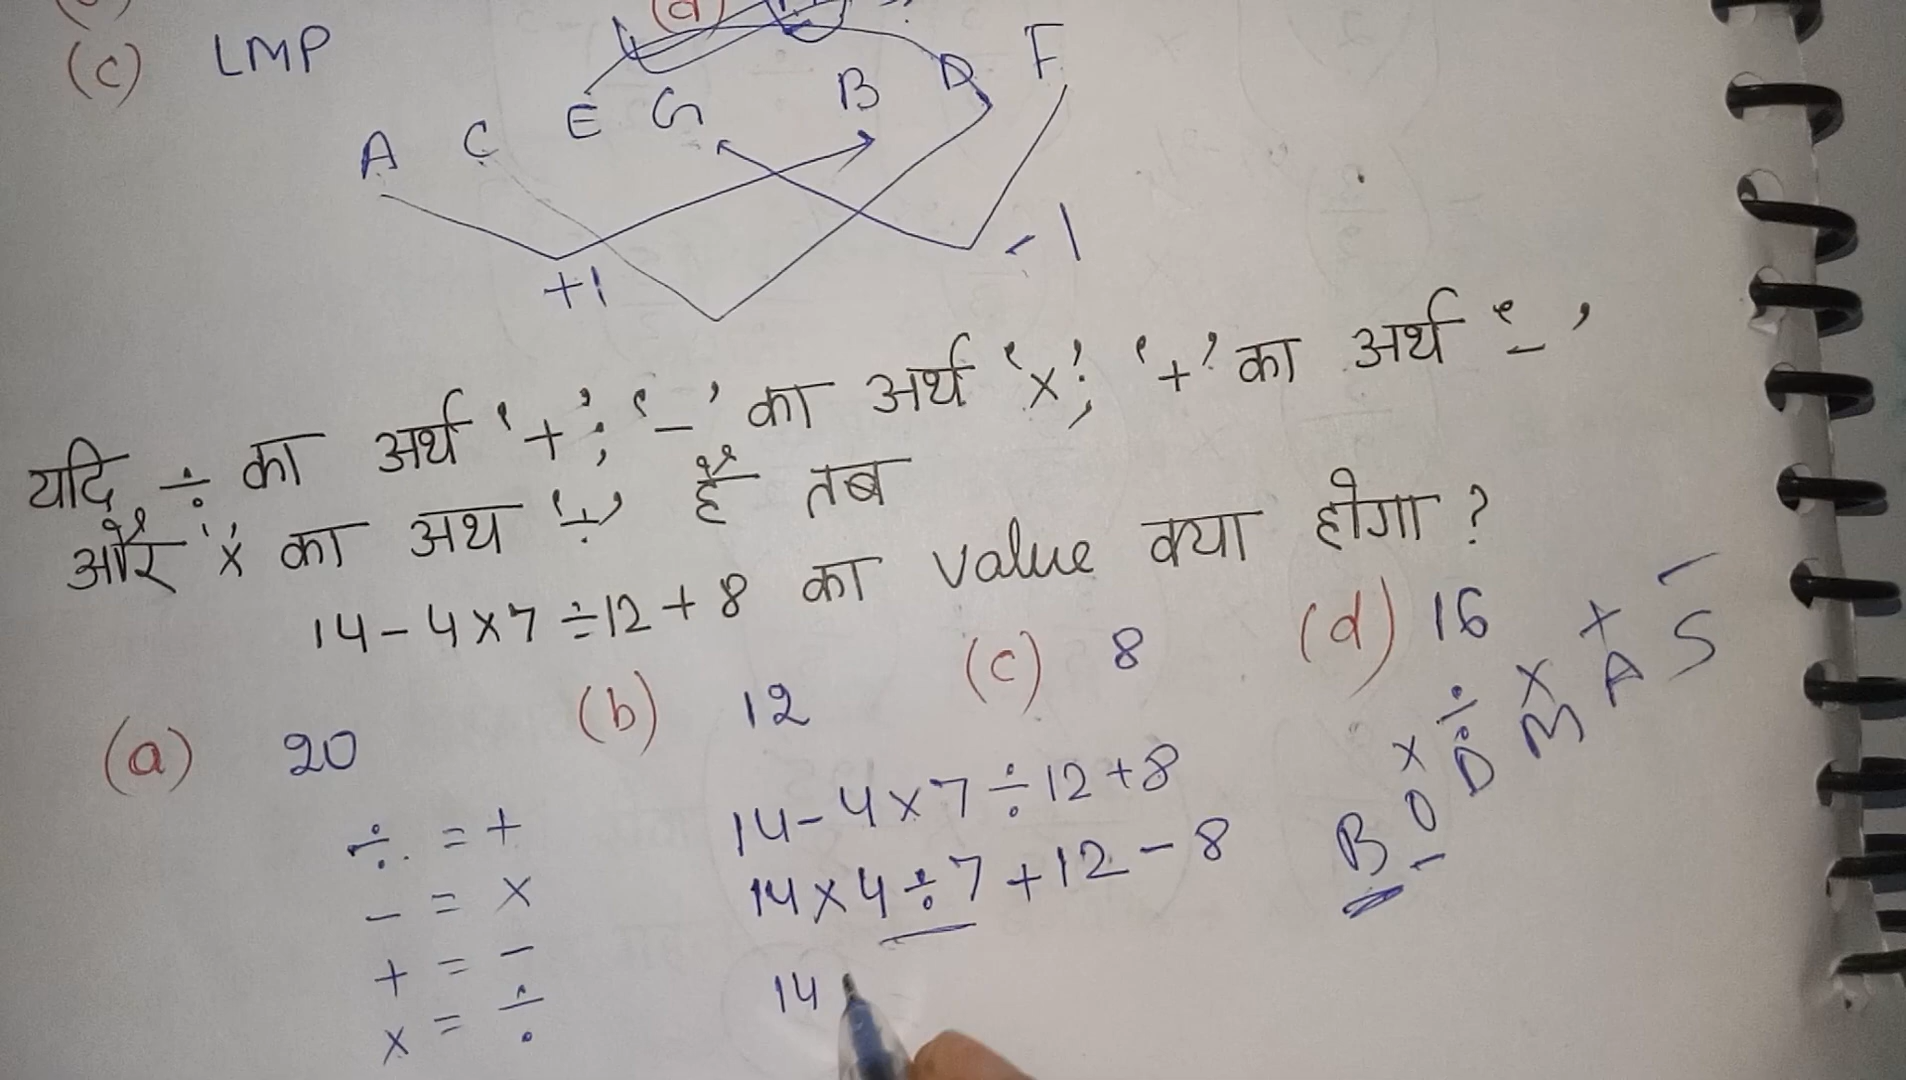 (c) LMP (d)
A C E G B D F
+1 -1
यदि ÷ का अर्थ '+'; '-' का अर्थ 'x'; '+' का अर्थ '-'
और 'x' का अथ '÷' है तब
14-4x7÷12+8 का value क्या होगा?
(a) 20 (b) 12 (c) 8 (d) 16
÷ = +
- = x
+ = -
x = ÷
14-4x7÷12+8
14x4÷7+12-8
14
x ÷ x + -
B O D M A S